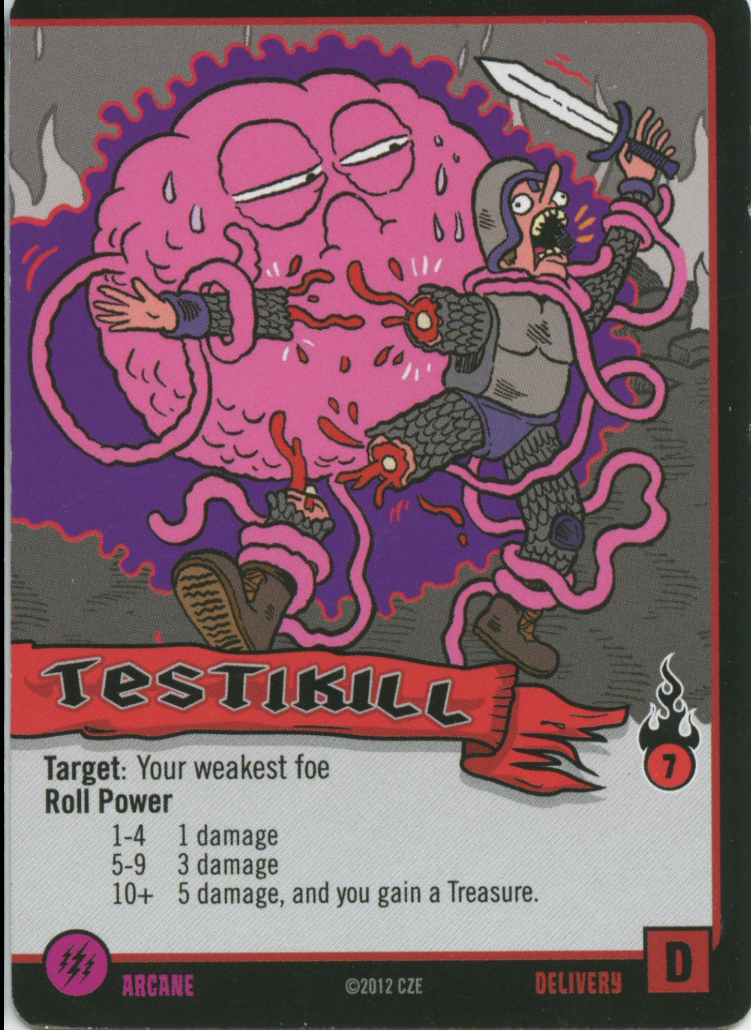 TESTIKILL
7
Target: Your weakest foe
Roll Power
1-4 1 damage
5-9 3 damage
10+ 5 damage, and you gain a Treasure.
ARCANE ©2012 CZE DELIVERY D